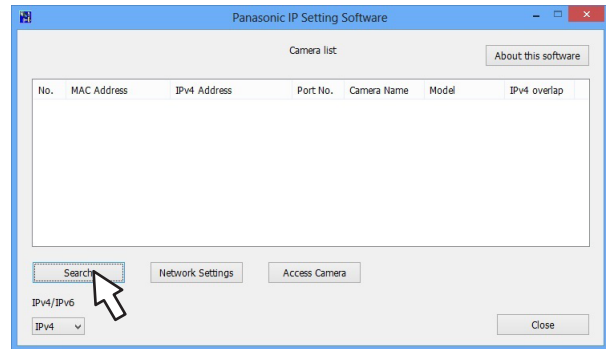 Panasonic IP Setting Software
Camera list
About this software
No. MAC Address IPv4 Address Port No. Camera Name Model IPv4 overlap
Search Network Settings Access Camera
IPv4/IPv6
IPv4 Close